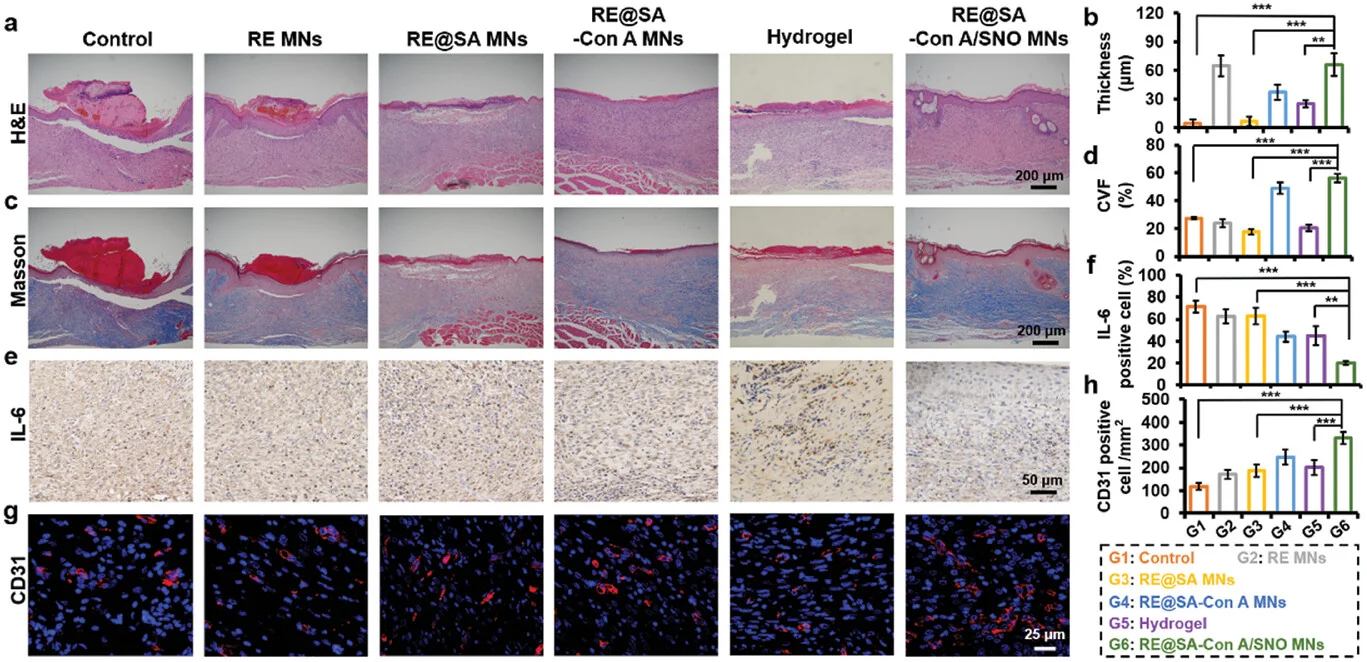 a
Control
RE MNs
RE@SA MNs
RE@SA
-Con A MNs
Hydrogel
RE@SA
-Con A/SNO MNs
H&E
200 μm
c
Masson
200 μm
e
IL-6
50 μm
g
CD31
25 μm
b
Thickness
(μm)
120
90
60
30
0
***
***
**
d
CVF
(%)
80
60
40
20
0
***
***
***
f
IL-6
positive cell (%)
100
80
60
40
20
0
***
***
**
h
CD31 positive
cell /mm²
500
400
300
200
100
0
***
***
***
G1 G2 G3 G4 G5 G6
G1: Control G2: RE MNs
G3: RE@SA MNs
G4: RE@SA-Con A MNs
G5: Hydrogel
G6: RE@SA-Con A/SNO MNs